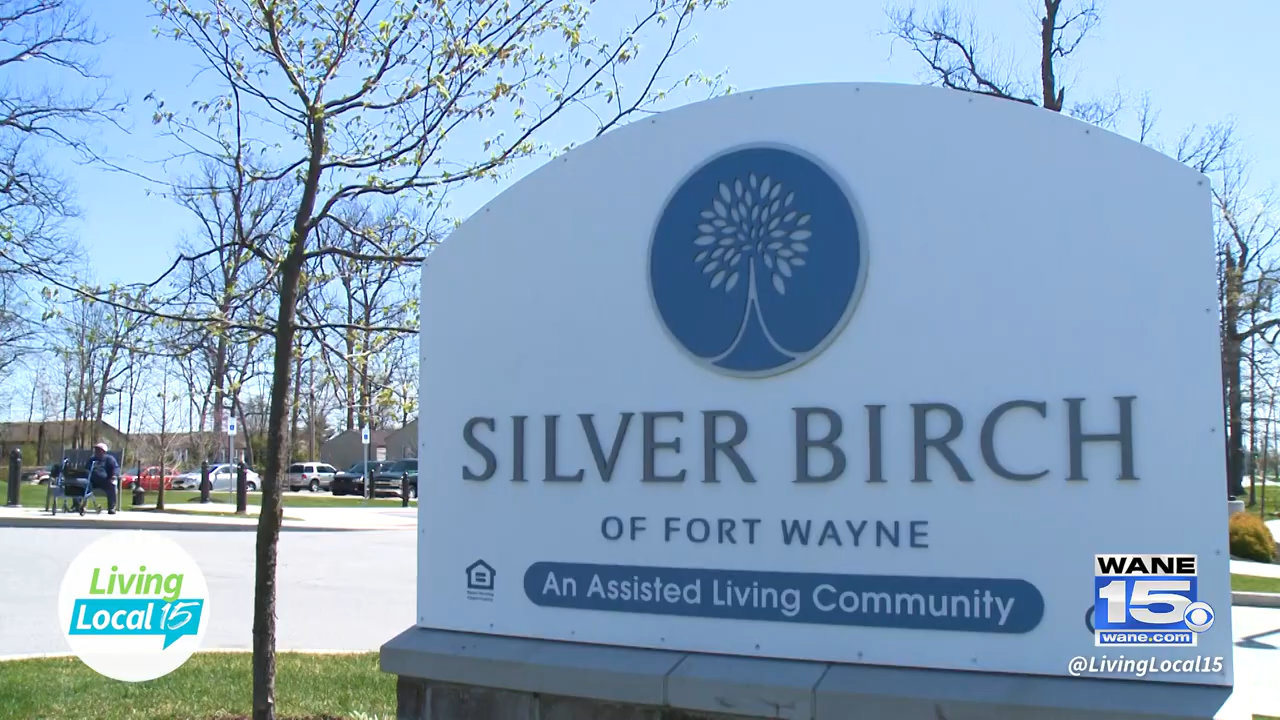 SILVER BIRCH
OF FORT WAYNE
An Assisted Living Community
Living
Local 15
WANE
15
wane.com
@LivingLocal15